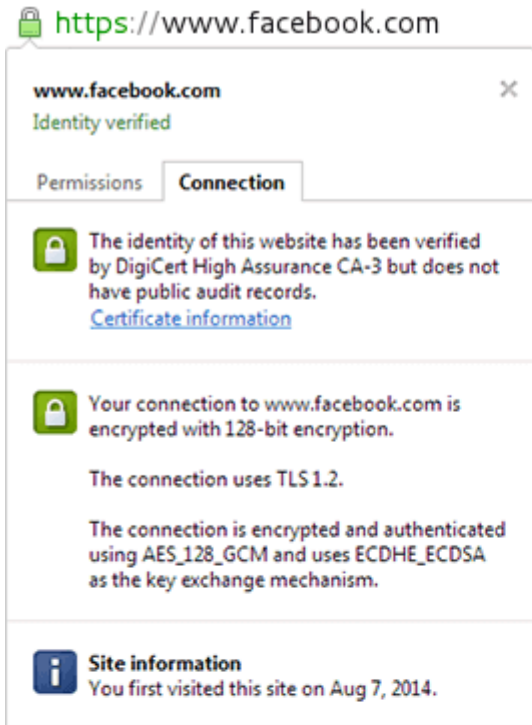 https://www.facebook.com
www.facebook.com
Identity verified
Permissions Connection
The identity of this website has been verified
by DigiCert High Assurance CA-3 but does not
have public audit records.
Certificate information
Your connection to www.facebook.com is
encrypted with 128-bit encryption.
The connection uses TLS 1.2.
The connection is encrypted and authenticated
using AES_128_GCM and uses ECDHE_ECDSA
as the key exchange mechanism.
Site information
You first visited this site on Aug 7, 2014.